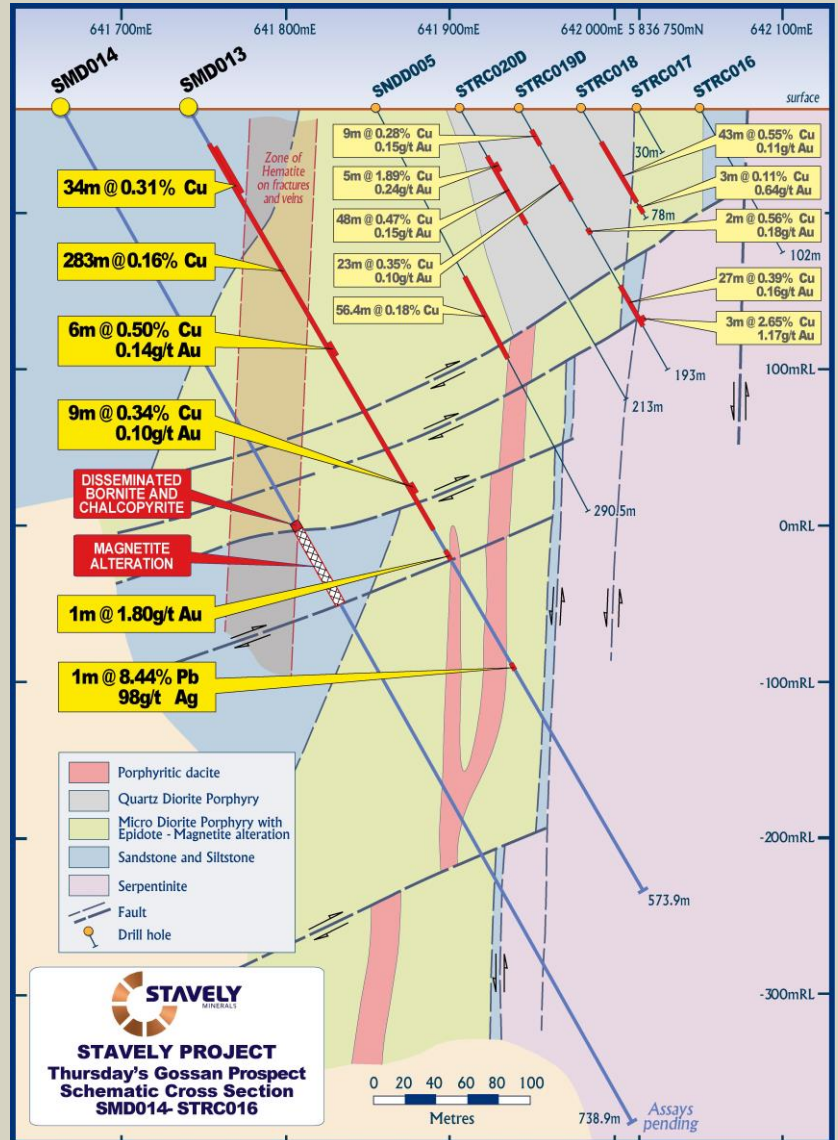 641 700mE
641 800mE
641 900mE
642 000mE 5 836 750mN
642 100mE
SMD014
SMD013
SNDD005
STRC020D
STRC019D
STRC018
STRC017
STRC016
surface
Zone of
Hematite
on fractures
and veins
34m @ 0.31% Cu
283m @ 0.16% Cu
6m @ 0.50% Cu
0.14g/t Au
9m @ 0.34% Cu
0.10g/t Au
DISSEMINATED
BORNITE AND
CHALCOPYRITE
MAGNETITE
ALTERATION
1m @ 1.80g/t Au
1m @ 8.44% Pb
98g/t Ag
9m @ 0.28% Cu
0.15g/t Au
5m @ 1.89% Cu
0.24g/t Au
48m @ 0.47% Cu
0.15g/t Au
23m @ 0.35% Cu
0.10g/t Au
56.4m @ 0.18% Cu
43m @ 0.55% Cu
0.11g/t Au
3m @ 0.11% Cu
0.64g/t Au
2m @ 0.56% Cu
0.18g/t Au
27m @ 0.39% Cu
0.16g/t Au
3m @ 2.65% Cu
1.17g/t Au
30m
78m
102m
193m
213m
290.5m
573.9m
738.9m
Assays
pending
100mRL
0mRL
-100mRL
-200mRL
-300mRL
Porphyritic dacite
Quartz Diorite Porphyry
Micro Diorite Porphyry with
Epidote - Magnetite alteration
Sandstone and Siltstone
Serpentinite
Fault
Drill hole
STAVELY
MINERALS
STAVELY PROJECT
Thursday's Gossan Prospect
Schematic Cross Section
SMD014- STRC016
0 20 40 60 80 100
Metres